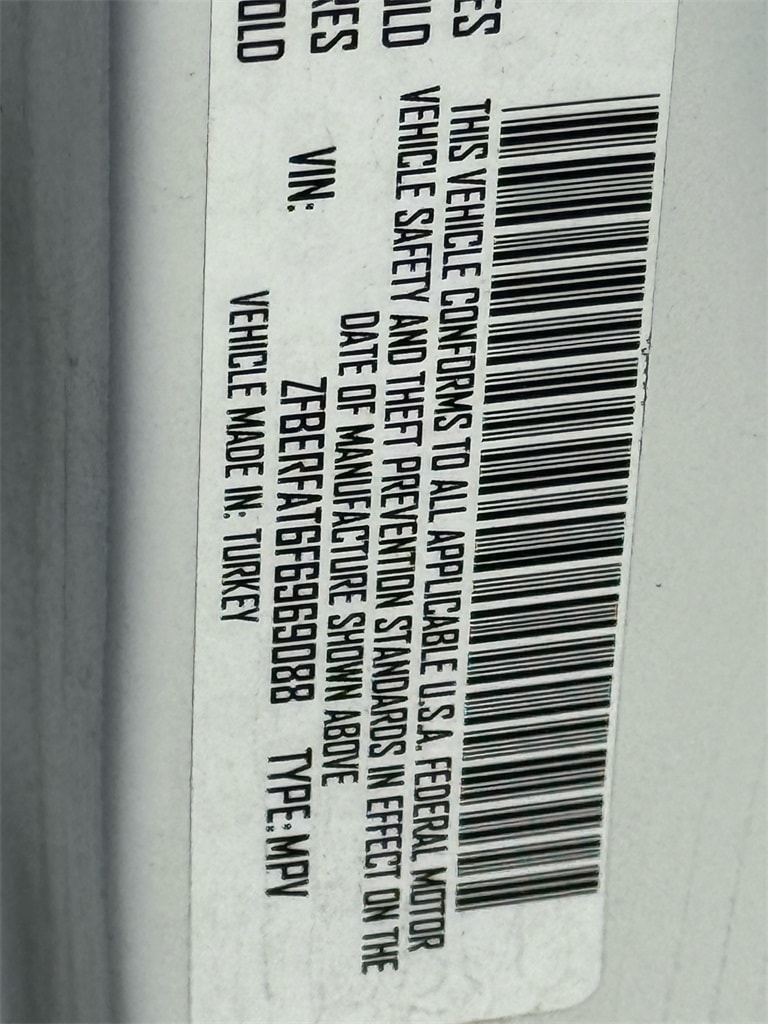 THIS VEHICLE CONFORMS TO ALL APPLICABLE U.S.A. FEDERAL MOTOR
VEHICLE SAFETY AND THEFT PREVENTION STANDARDS IN EFFECT ON THE
DATE OF MANUFACTURE SHOWN ABOVE
VIN: ZFBERFAT6F6969088 TYPE: MPV
VEHICLE MADE IN: TURKEY